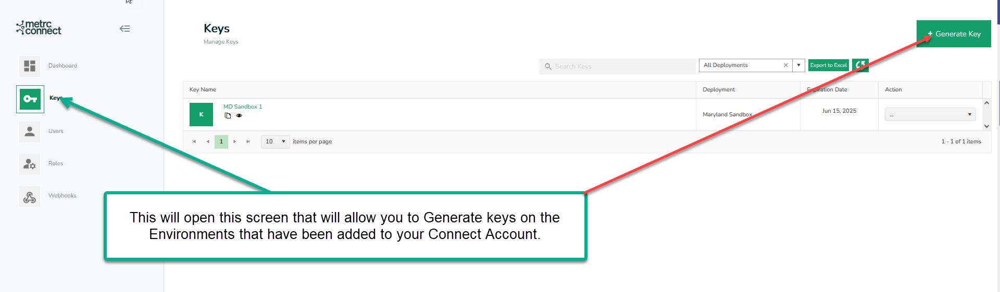 metrc
connect
Keys
Manage Keys
+ Generate Key
Dashboard
Keys
Users
Roles
Webhooks
Search Keys
All Deployments
Export to Excel
Key Name
Deployment
Expiration Date
Action
K
MD Sandbox 1
Maryland Sandbox
Jun 15, 2025
...
1
10
items per page
1 - 1 of 1 items
This will open this screen that will allow you to Generate keys on the
Environments that have been added to your Connect Account.